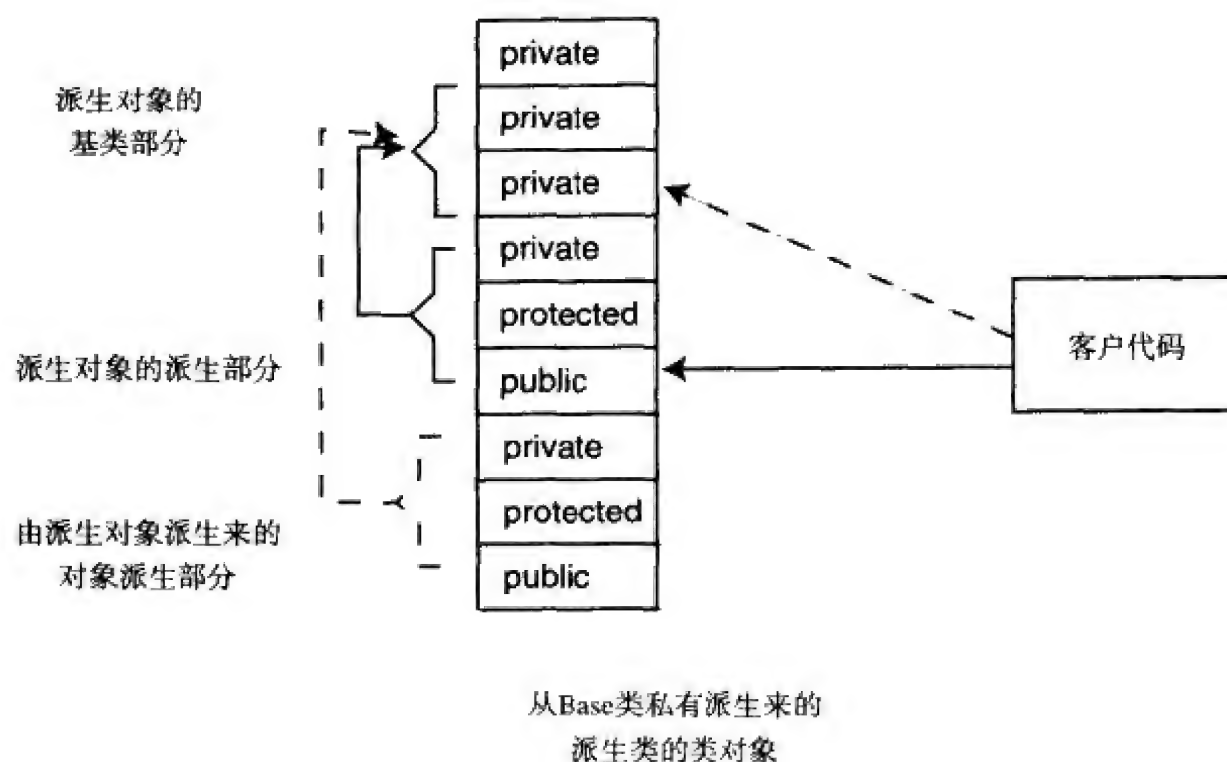 派生对象的
基类部分
派生对象的派生部分
由派生对象派生来的
对象派生部分
private
private
private
private
protected
public
private
protected
public
客户代码
从Base类私有派生来的
派生类的类对象